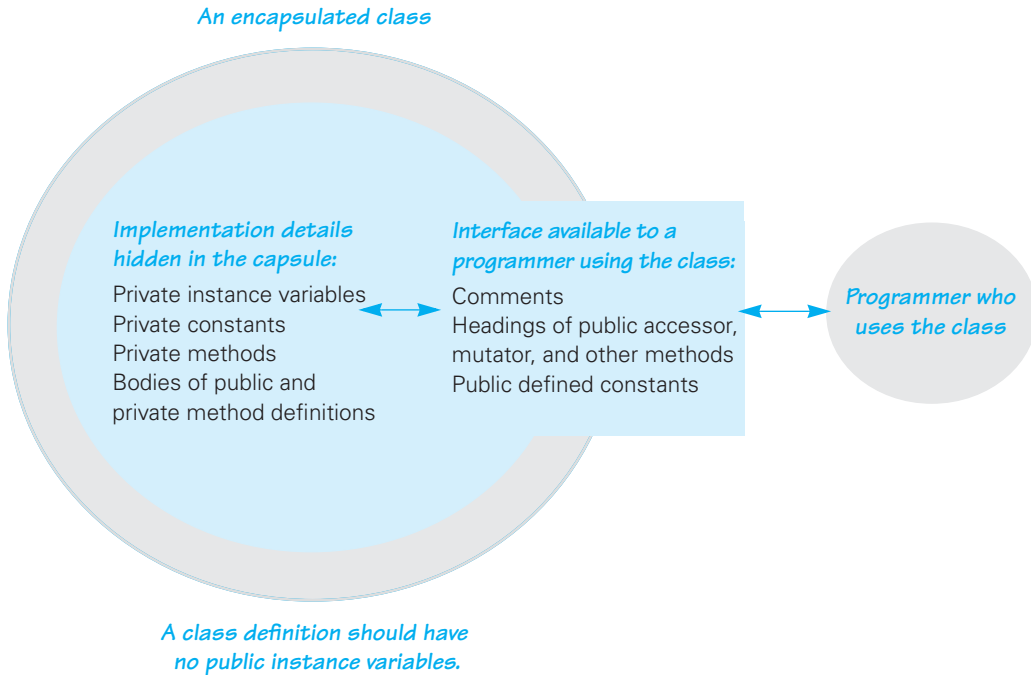 An encapsulated class
Implementation details
hidden in the capsule:
Private instance variables
Private constants
Private methods
Bodies of public and
private method definitions
Interface available to a
programmer using the class:
Comments
Headings of public accessor,
mutator, and other methods
Public defined constants
Programmer who
uses the class
A class definition should have
no public instance variables.